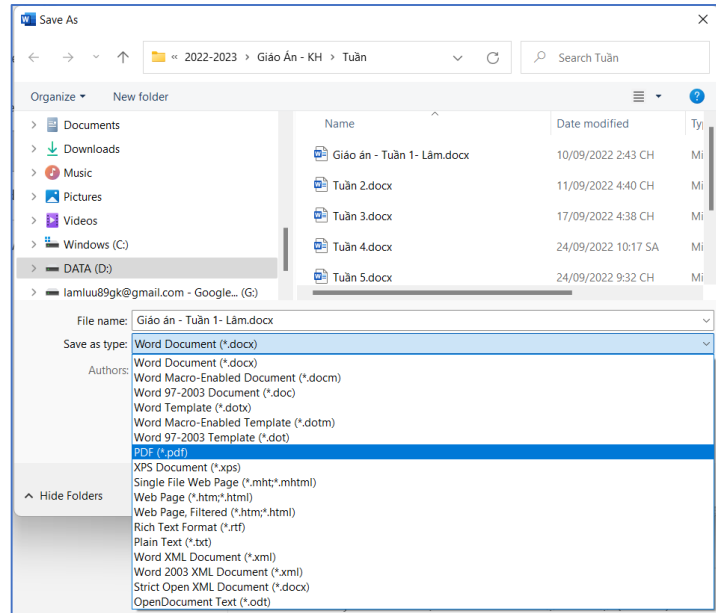 Save As
« 2022-2023 › Giáo Án - KH › Tuần
Search Tuần
Organize New folder
Name Date modified Ty
Documents
Downloads
Music
Pictures
Videos
Windows (C:)
DATA (D:)
lamluu89gk@gmail.com - Google... (G:)
Giáo án - Tuần 1- Lâm.docx 10/09/2022 2:43 CH Mi
Tuần 2.docx 11/09/2022 4:40 CH Mi
Tuần 3.docx 17/09/2022 4:38 CH Mi
Tuần 4.docx 24/09/2022 10:17 SA Mi
Tuần 5.docx 24/09/2022 9:32 CH Mi
File name: Giáo án - Tuần 1- Lâm.docx
Save as type: Word Document (*.docx)
Authors:
Word Document (*.docx)
Word Macro-Enabled Document (*.docm)
Word 97-2003 Document (*.doc)
Word Template (*.dotx)
Word Macro-Enabled Template (*.dotm)
Word 97-2003 Template (*.dot)
PDF (*.pdf)
XPS Document (*.xps)
Single File Web Page (*.mht;*.mhtml)
Web Page (*.htm;*.html)
Web Page, Filtered (*.htm;*.html)
Rich Text Format (*.rtf)
Plain Text (*.txt)
Word XML Document (*.xml)
Word 2003 XML Document (*.xml)
Strict Open XML Document (*.docx)
OpenDocument Text (*.odt)
Hide Folders